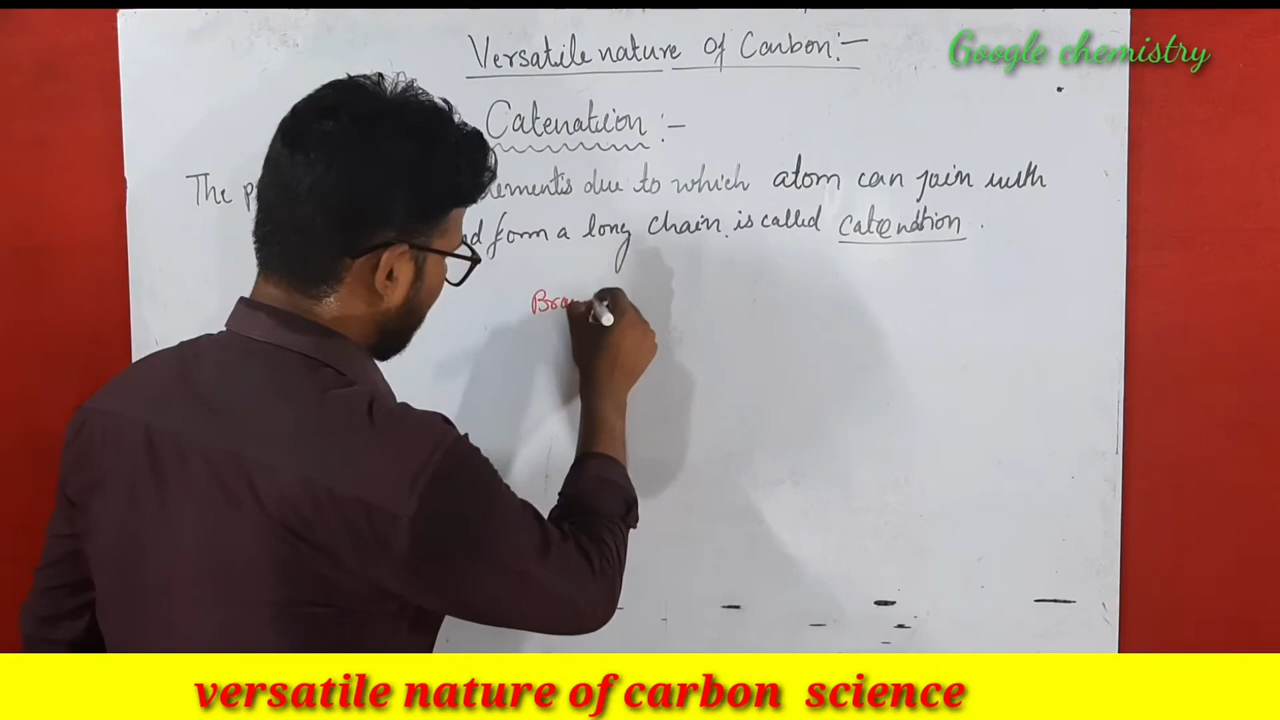 Versatile nature of Carbon:-
Google chemistry
Catenation :-
The due to which atom can join with
form a long chain is called catenation.
versatile nature of carbon science